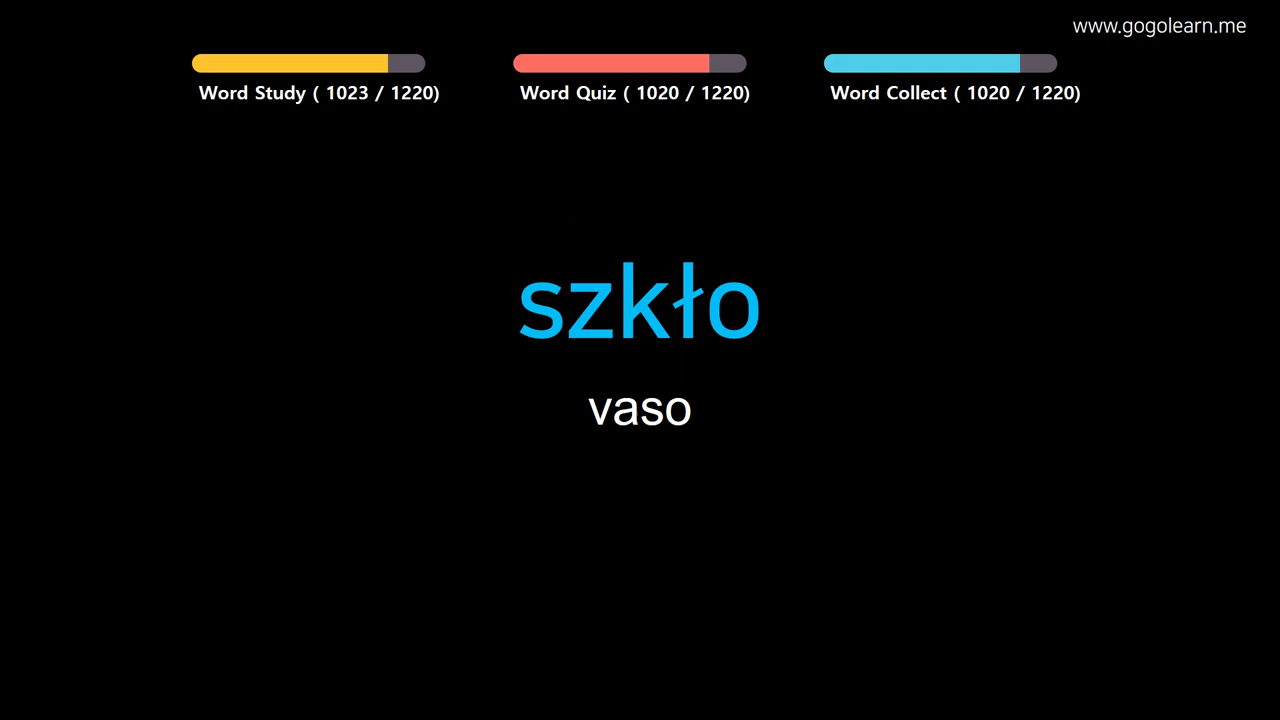 www.gogolearn.me
Word Study ( 1023 / 1220)
Word Quiz ( 1020 / 1220)
Word Collect ( 1020 / 1220)
szkło
vaso